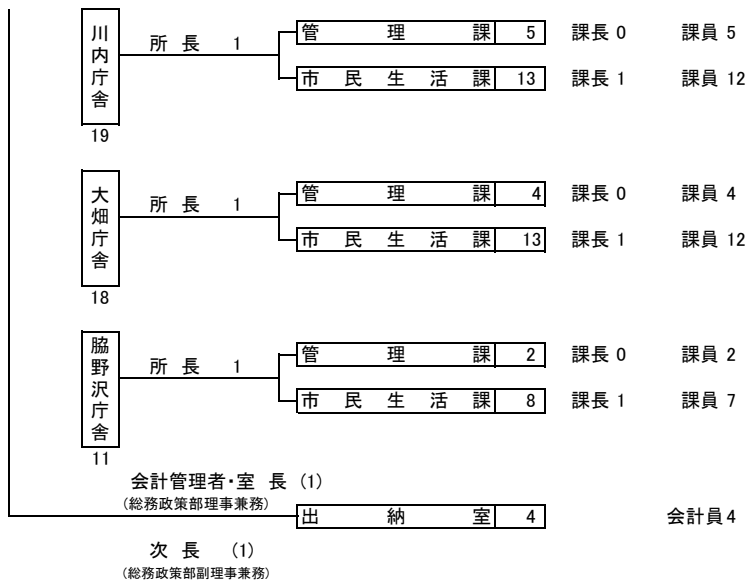 川内庁舎
19
所長 1
管理課 5 課長 0 課員 5
市民生活課 13 課長 1 課員 12
大畑庁舎
18
所長 1
管理課 4 課長 0 課員 4
市民生活課 13 課長 1 課員 12
脇野沢庁舎
11
所長 1
管理課 2 課長 0 課員 2
市民生活課 8 課長 1 課員 7
会計管理者・室長 (1)
(総務政策部理事兼務)
出納室 4 会計員 4
次長 (1)
(総務政策部副理事兼務)